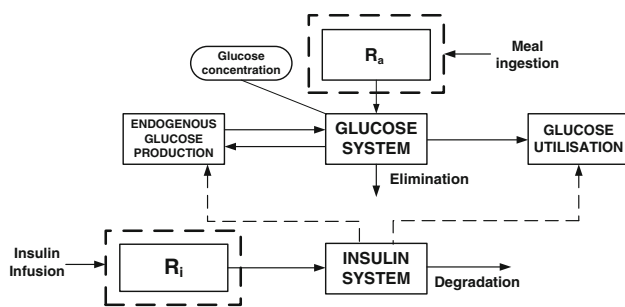 Glucose
concentration
Ra
Meal
ingestion
ENDOGENOUS
GLUCOSE
PRODUCTION
GLUCOSE
SYSTEM
GLUCOSE
UTILISATION
Elimination
Insulin
Infusion
Ri
INSULIN
SYSTEM
Degradation